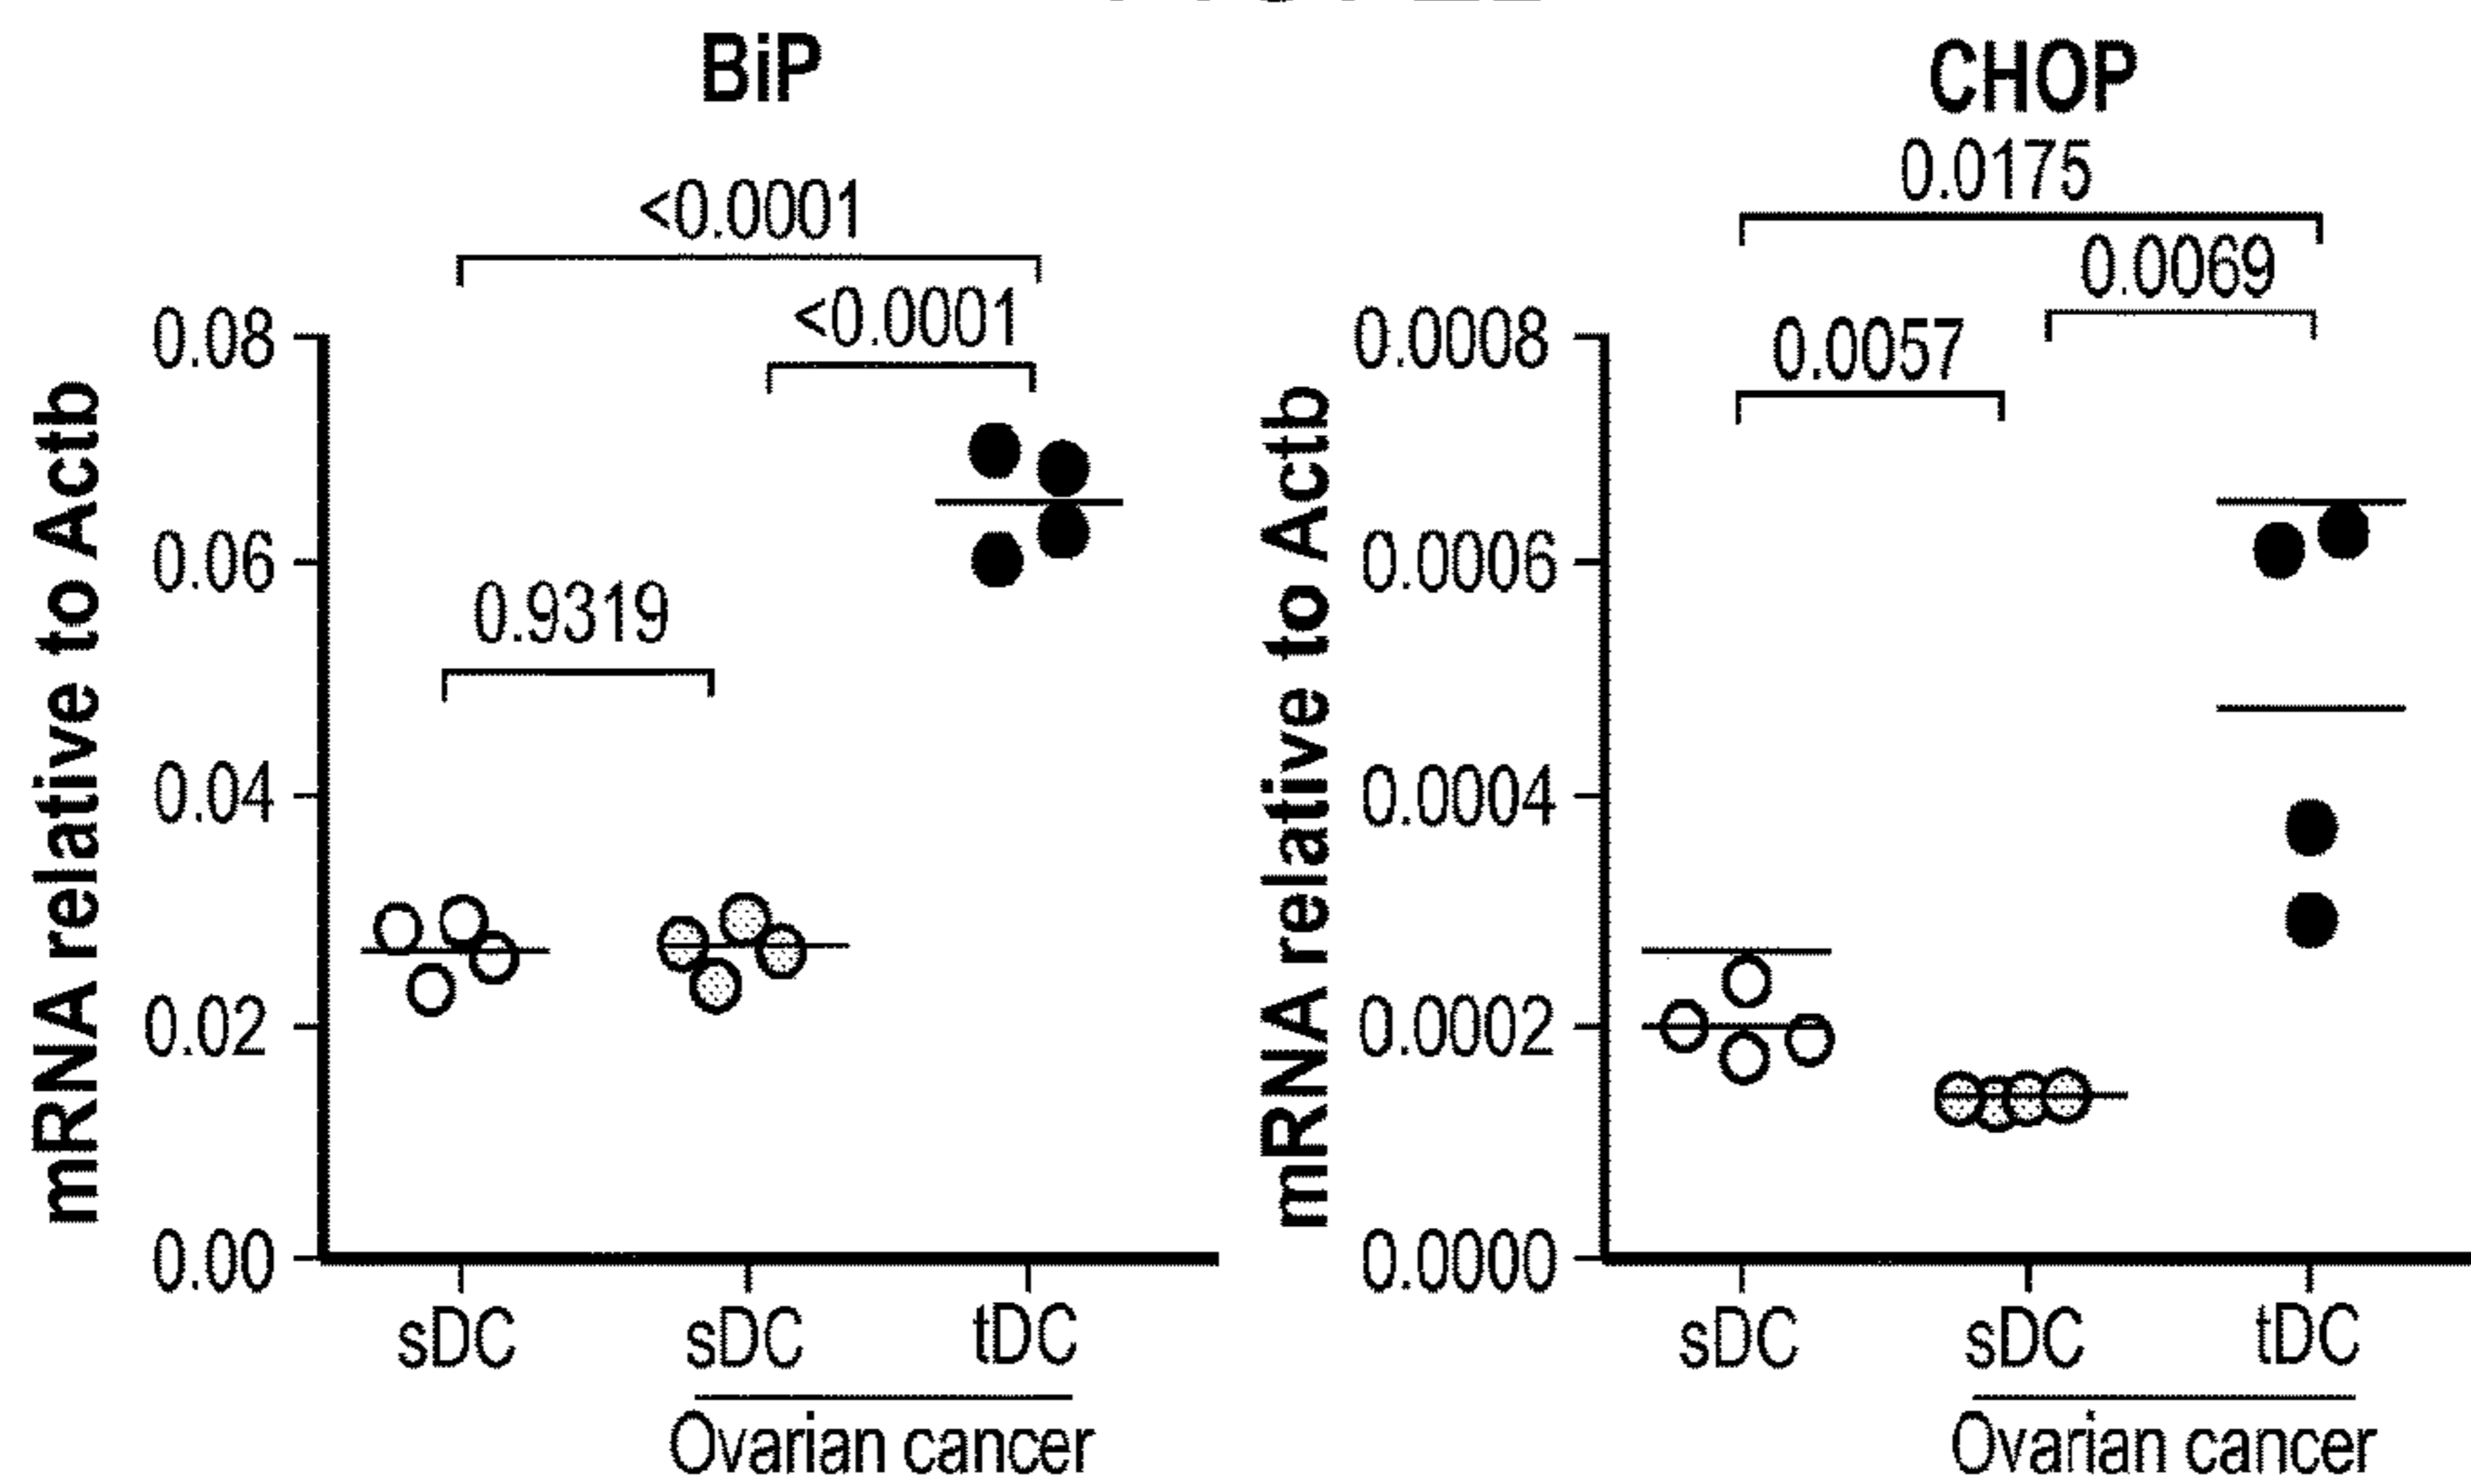 BiP
<0.0001
<0.0001
0.9319
mRNA relative to Actb
0.08
0.06
0.04
0.02
0.00
sDC
sDC
tDC
Ovarian cancer
CHOP
0.0175
0.0069
0.0057
mRNA relative to Actb
0.0008
0.0006
0.0004
0.0002
0.0000
sDC
sDC
tDC
Ovarian cancer